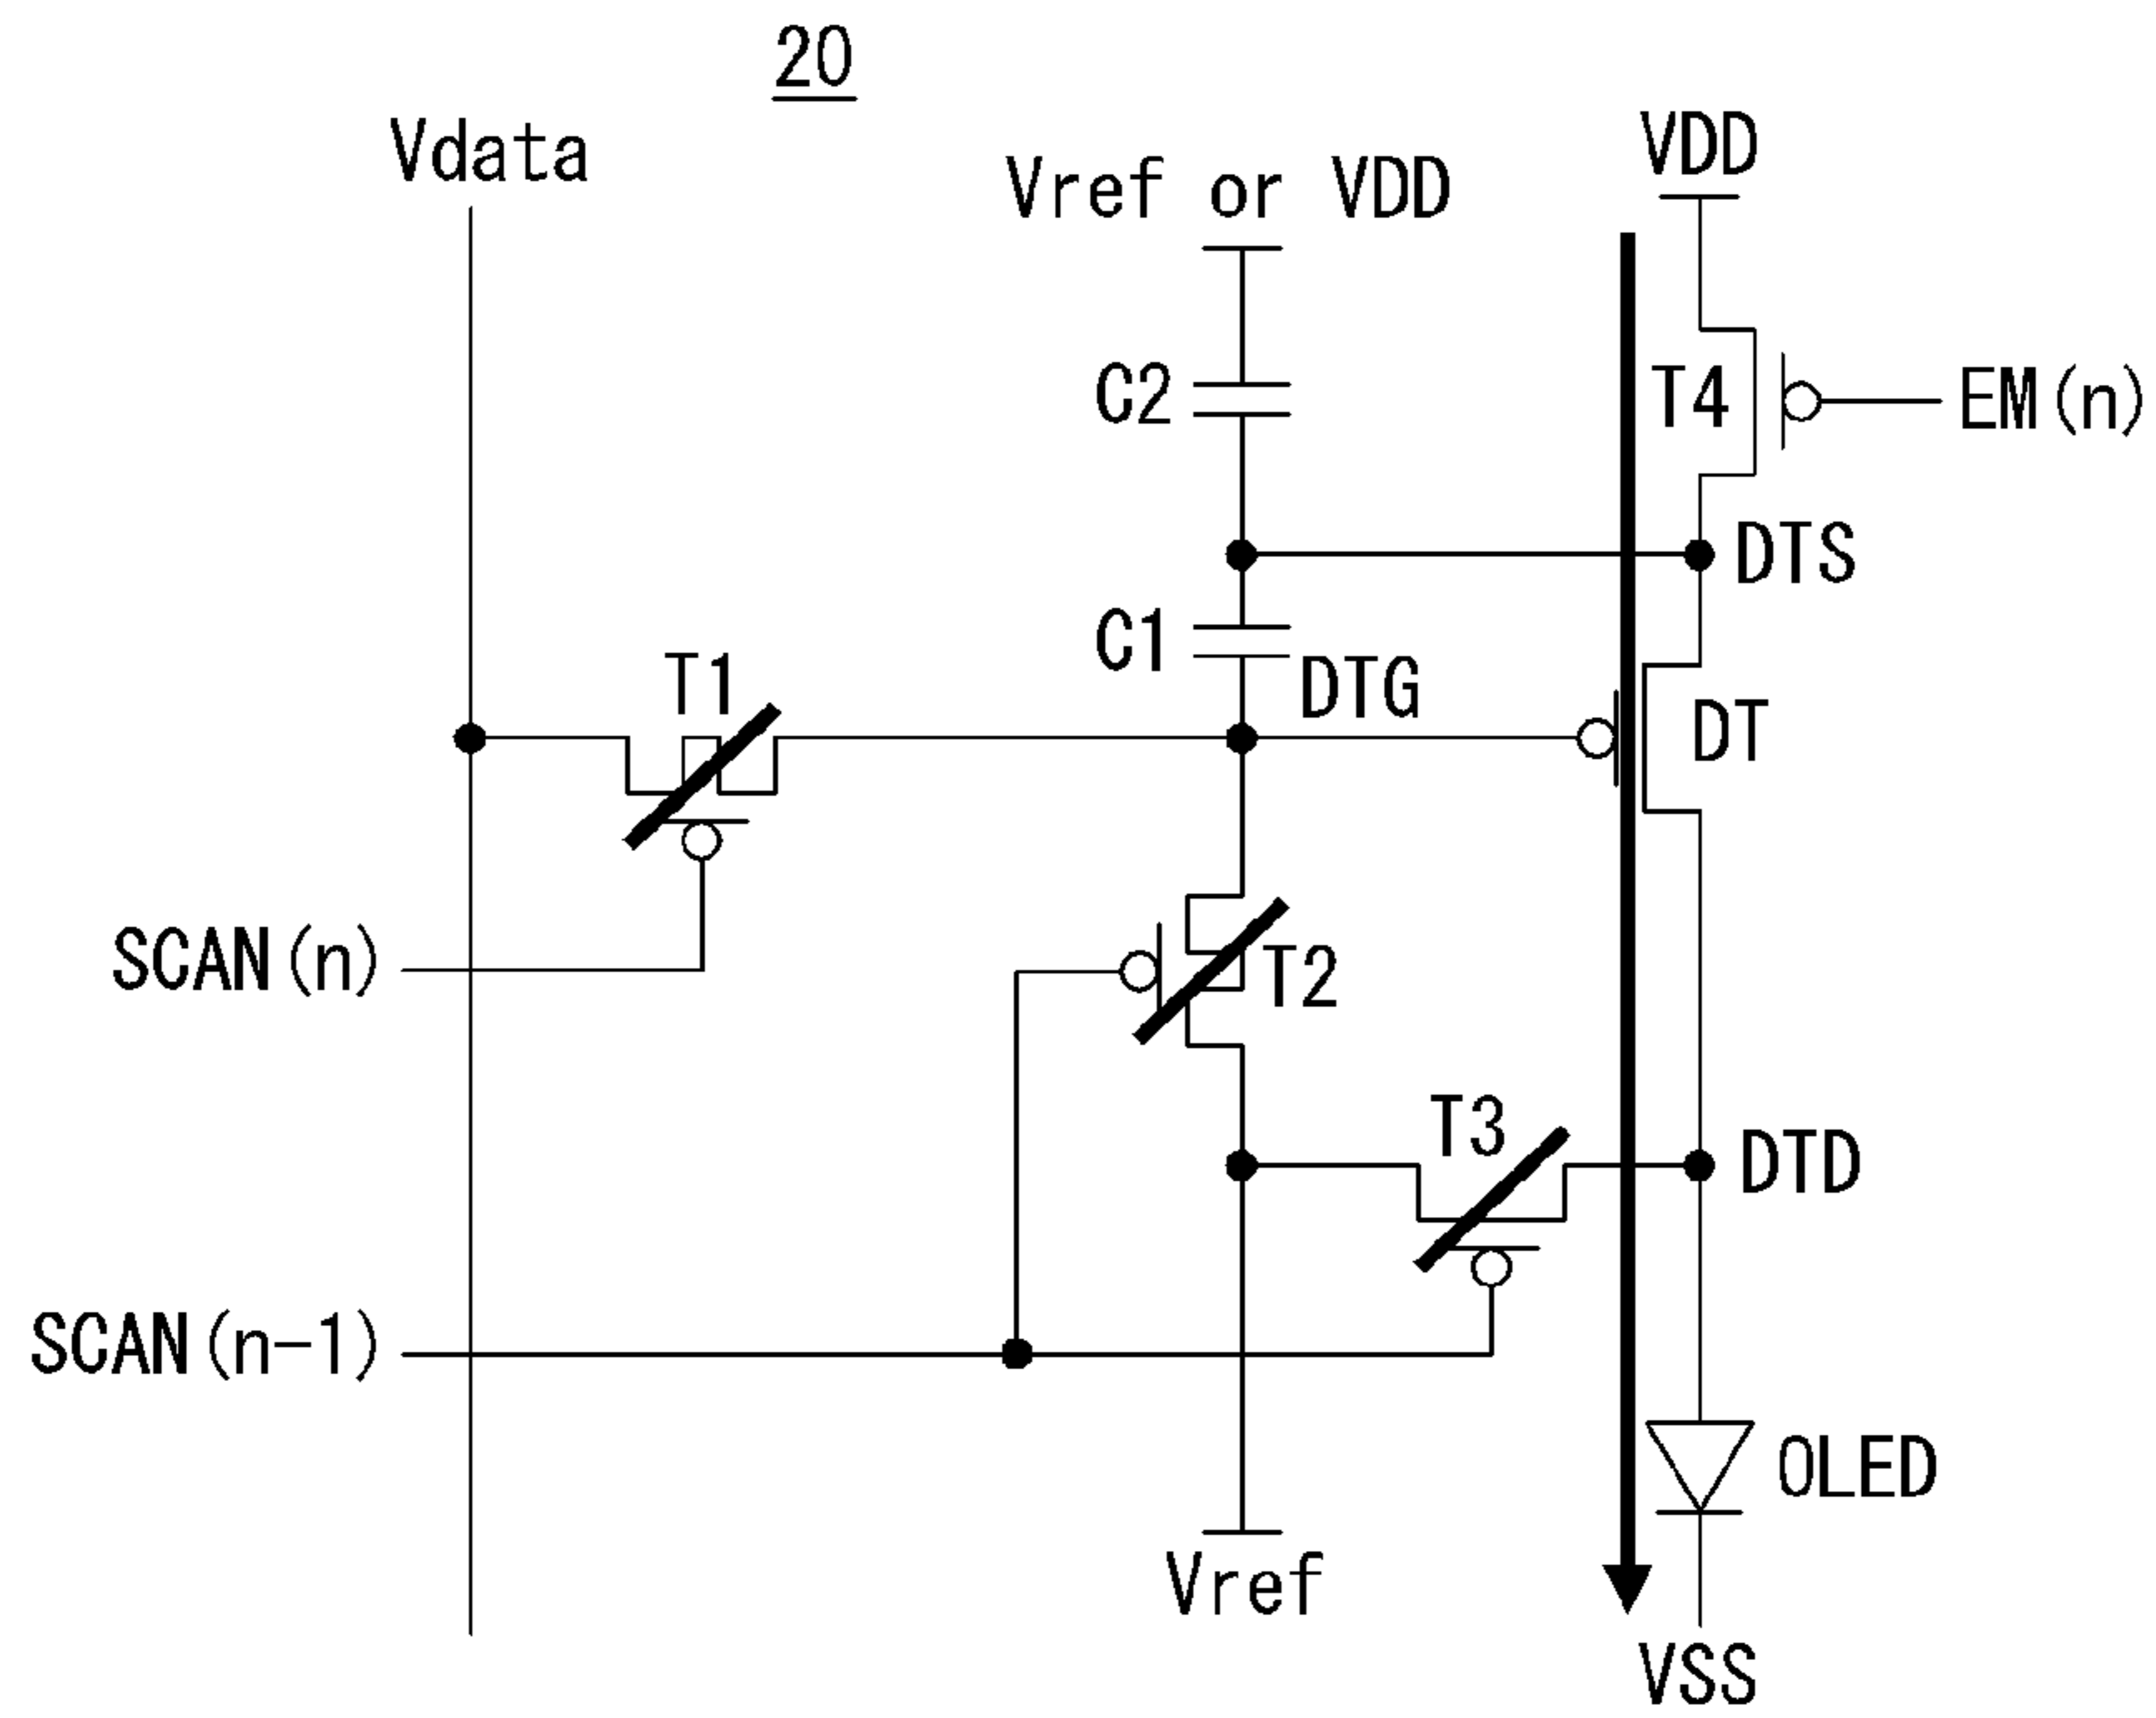 20
Vdata
Vref or VDD
VDD
C2
T4
EM(n)
DTS
C1
T1
DTG
DT
SCAN(n)
T2
T3
DTD
SCAN(n-1)
OLED
Vref
VSS